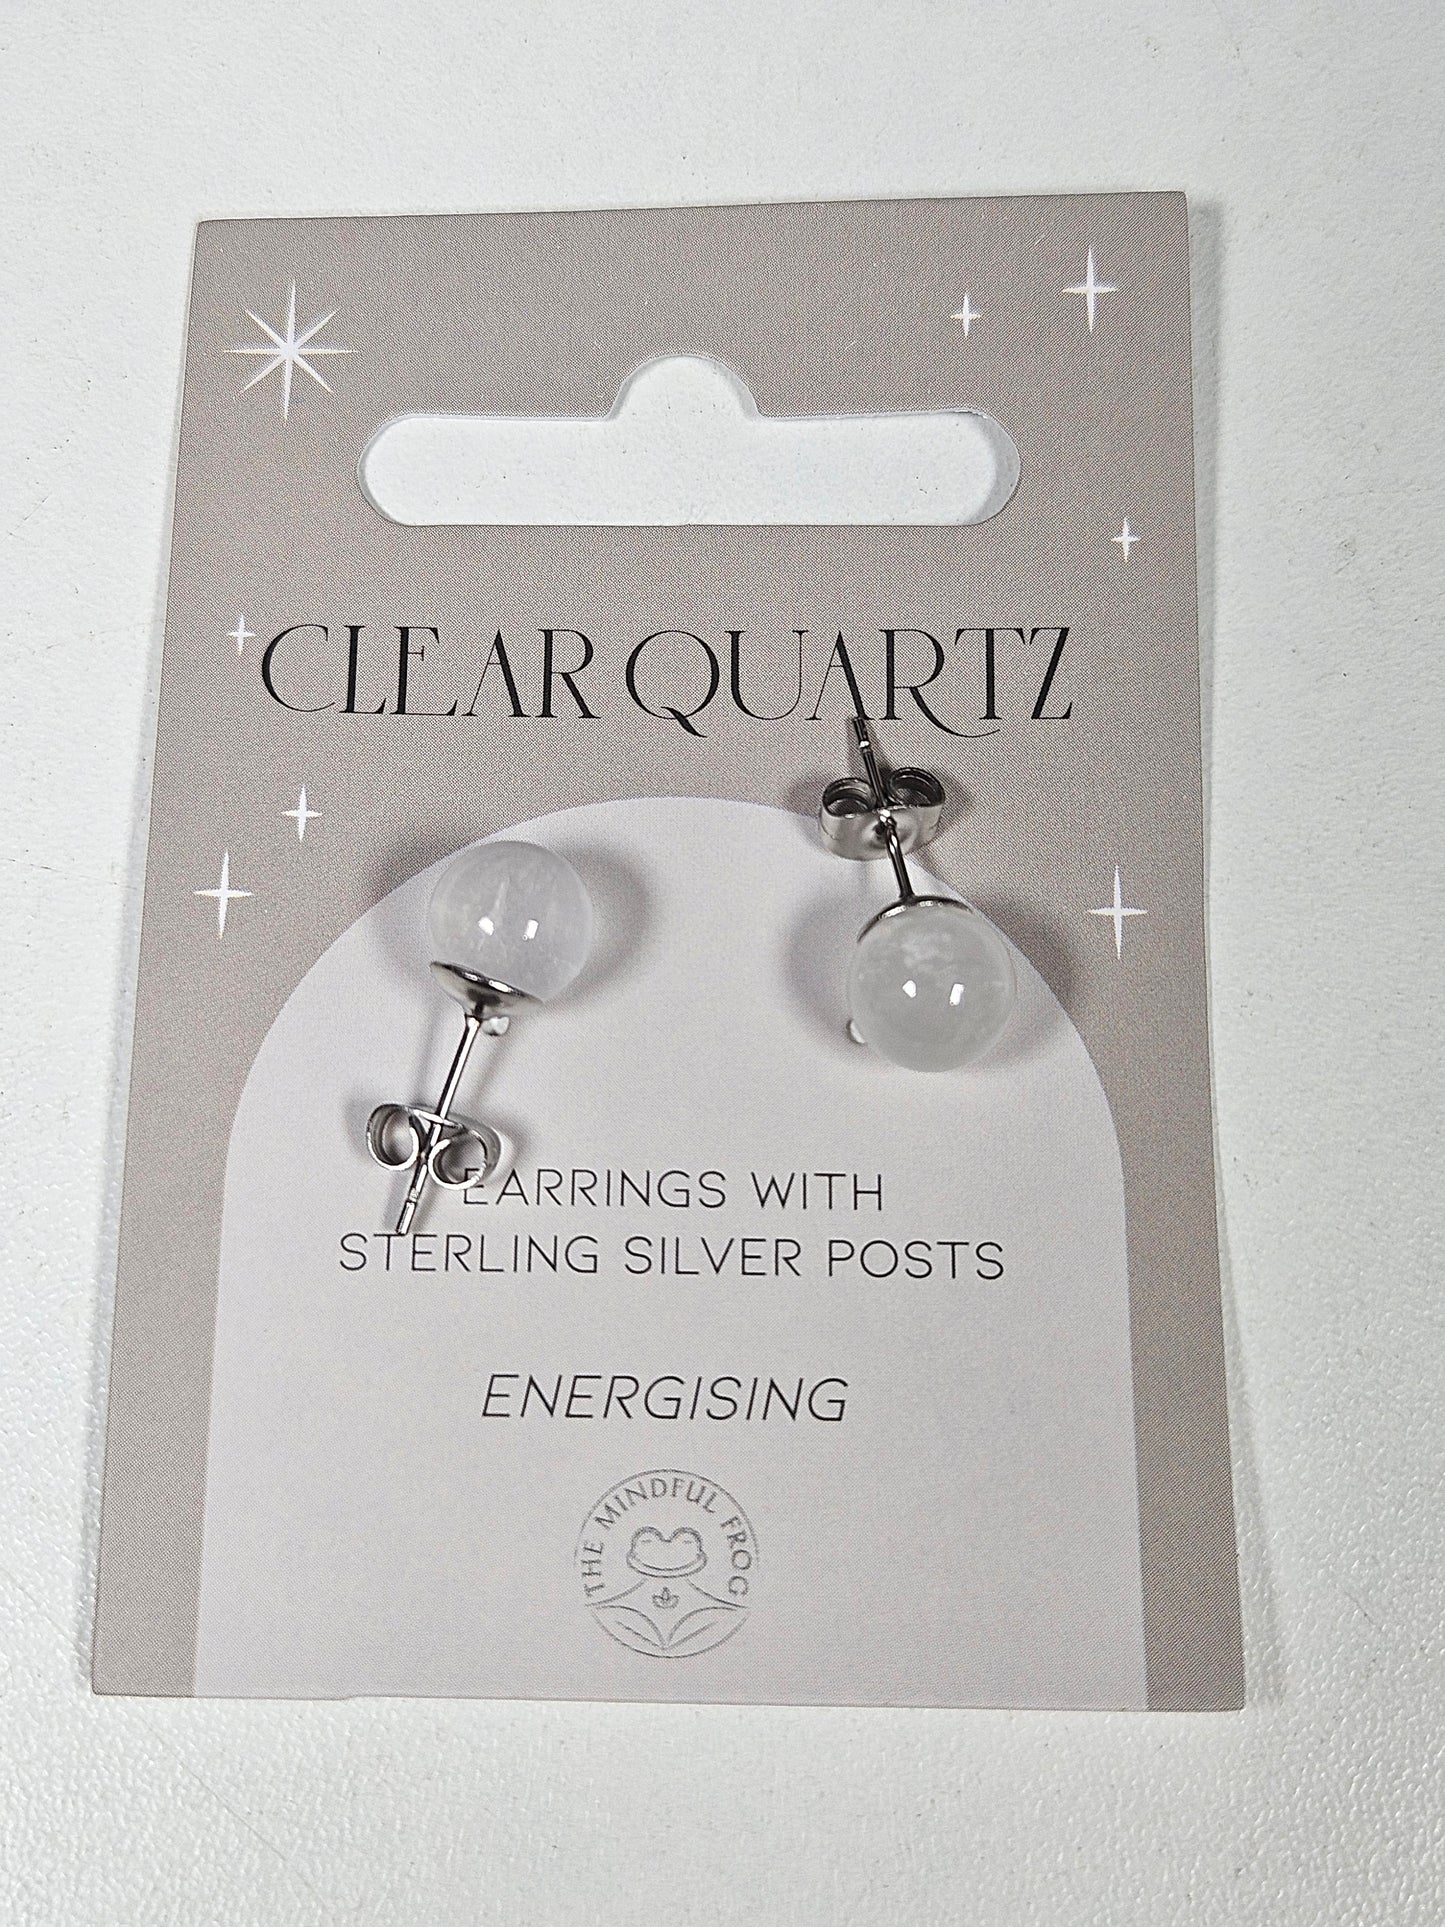 CLEAR QUARTZ
EARRINGS WITH
STERLING SILVER POSTS
ENERGISING
THE MINDFUL FROG